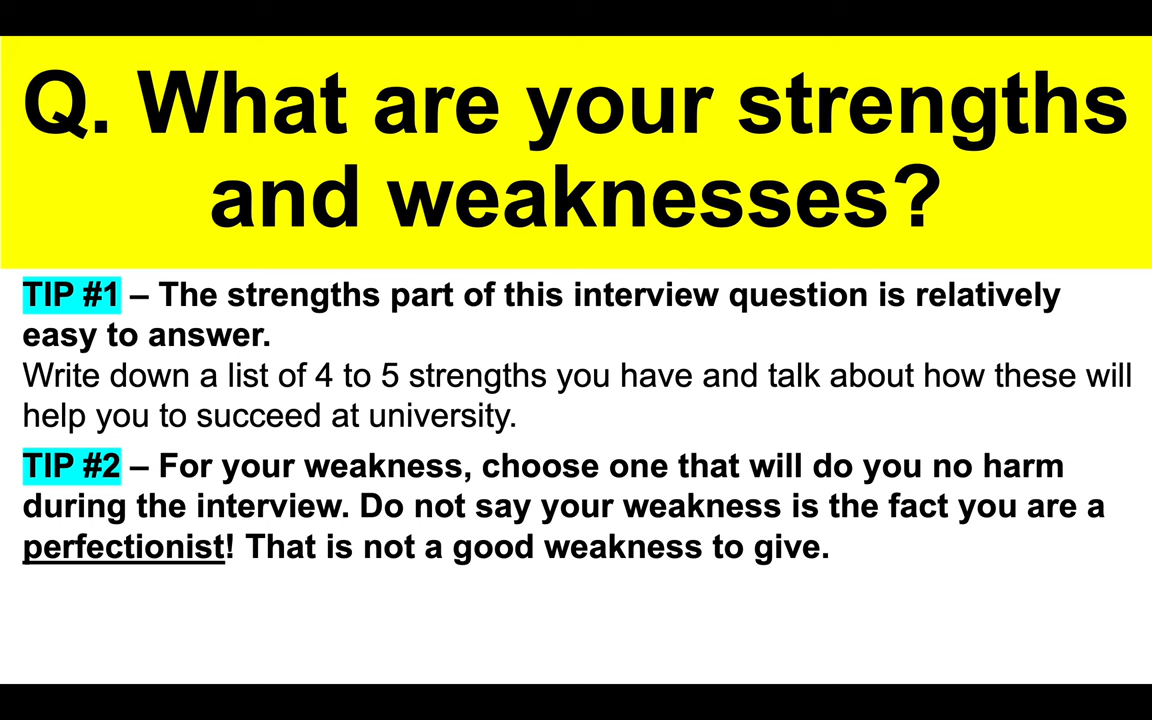 Q. What are your strengths
and weaknesses?
TIP #1 – The strengths part of this interview question is relatively
easy to answer.
Write down a list of 4 to 5 strengths you have and talk about how these will
help you to succeed at university.
TIP #2 – For your weakness, choose one that will do you no harm
during the interview. Do not say your weakness is the fact you are a
perfectionist! That is not a good weakness to give.